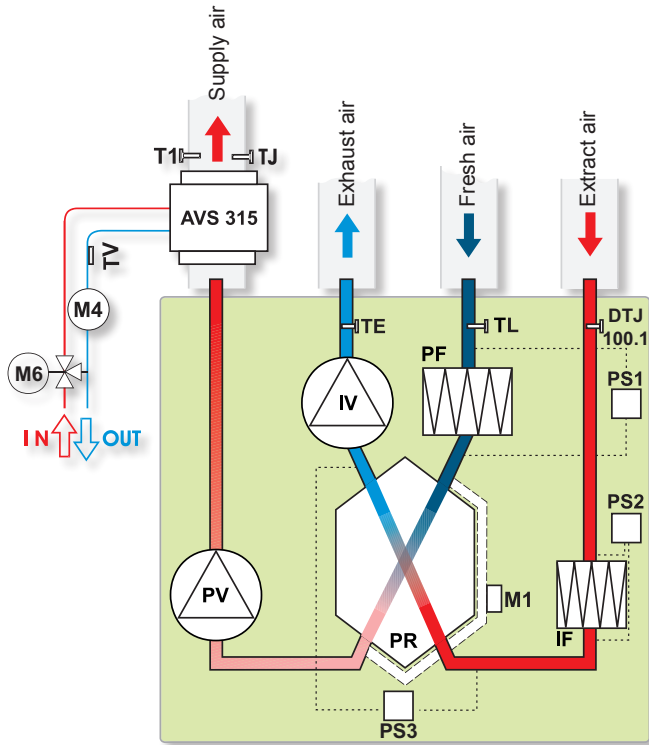 Supply air
Exhaust air
Fresh air
Extract air
T1
TJ
AVS 315
TV
M4
M6
IN
OUT
TE
TL
DTJ
100.1
PF
PS1
IV
PS2
PV
M1
IF
PR
PS3